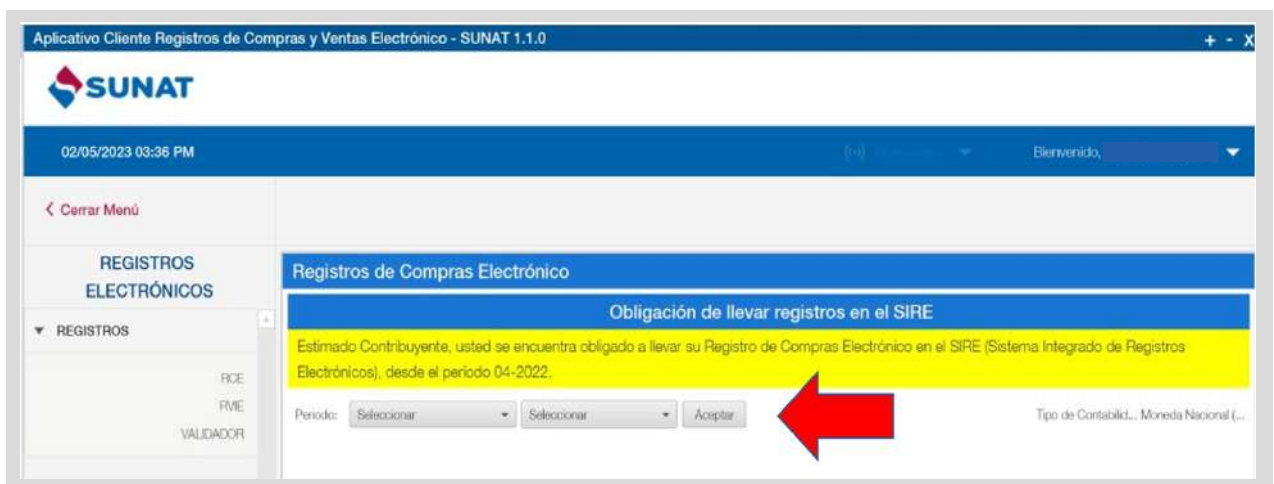 Aplicativo Cliente Registros de Compras y Ventas Electrónico - SUNAT 1.1.0 + - X
SUNAT
02/05/2023 03:36 PM
Bienvenido,
Cerrar Menú
REGISTROS
ELECTRÓNICOS
REGISTROS
RCE
RVIE
VALIDADOR
Registros de Compras Electrónico
Obligación de llevar registros en el SIRE
Estimado Contribuyente, usted se encuentra obligado a llevar su Registro de Compras Electrónico en el SIRE (Sistema Integrado de Registros
Electrónicos), desde el periodo 04-2022.
Periodo: Seleccionar Seleccionar Aceptar Tipo de Contabilid... Moneda Nacional (...